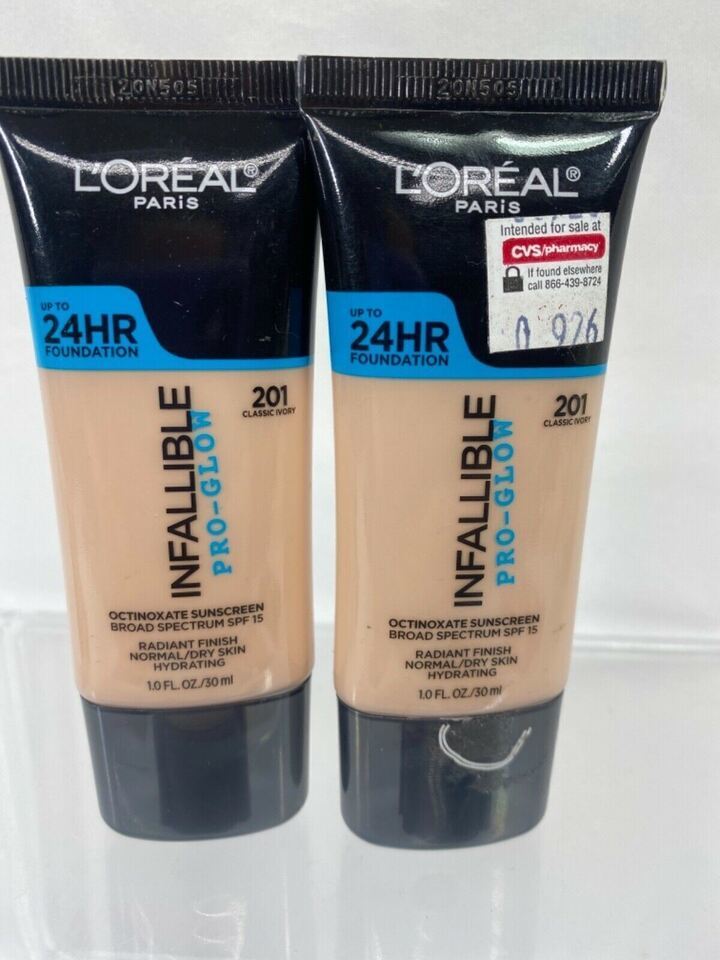 20N505
L'ORÉAL®
PARiS
UP TO
24HR
FOUNDATION
201
CLASSIC IVORY
INFALLIBLE
PRO-GLOW
OCTINOXATE SUNSCREEN
BROAD SPECTRUM SPF 15
RADIANT FINISH
NORMAL/DRY SKIN
HYDRATING
1.0 FL. OZ./30 ml
20N505
L'ORÉAL®
PARiS
Intended for sale at
CVS/pharmacy
If found elsewhere
call 866-439-8724
0 926
UP TO
24HR
FOUNDATION
201
CLASSIC IVORY
INFALLIBLE
PRO-GLOW
OCTINOXATE SUNSCREEN
BROAD SPECTRUM SPF 15
RADIANT FINISH
NORMAL/DRY SKIN
HYDRATING
1.0 FL. OZ./30 ml